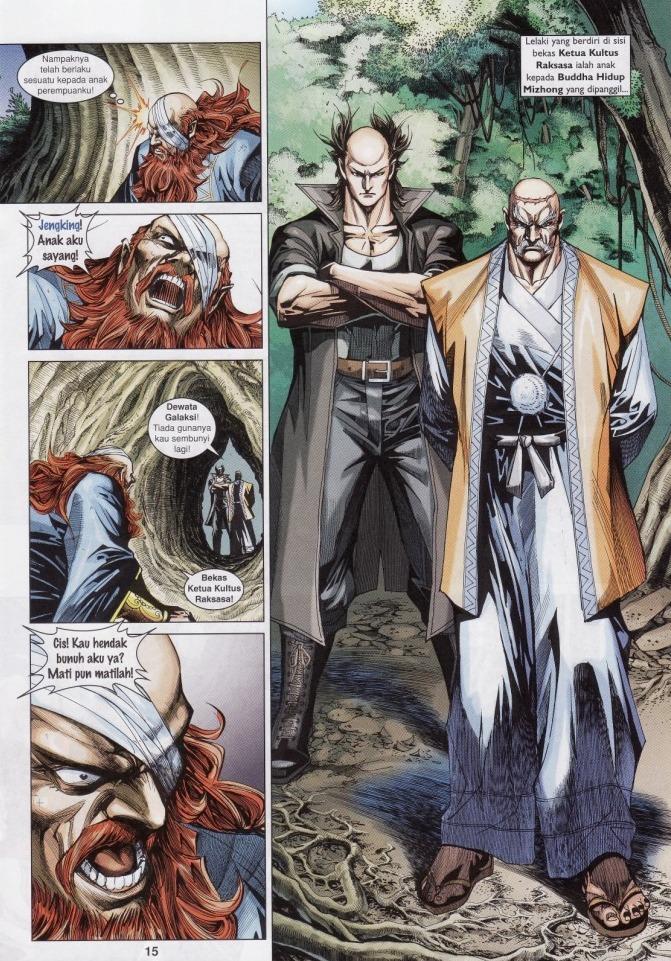 Nampaknya
telah berlaku
sesuatu kepada anak
perempuanku!
Jengking!
Anak aku
sayang!
Dewata
Galaksi!
Tiada gunanya
kau sembunyi
lagi!
Bekas
Ketua Kultus
Raksasa!
Cis! Kau hendak
bunuh aku ya?
Mati pun matilah!
Lelaki yang berdiri di sisi
bekas Ketua Kultus
Raksasa ialah anak
kepada Buddha Hidup
Mizhong yang dipanggil...
15